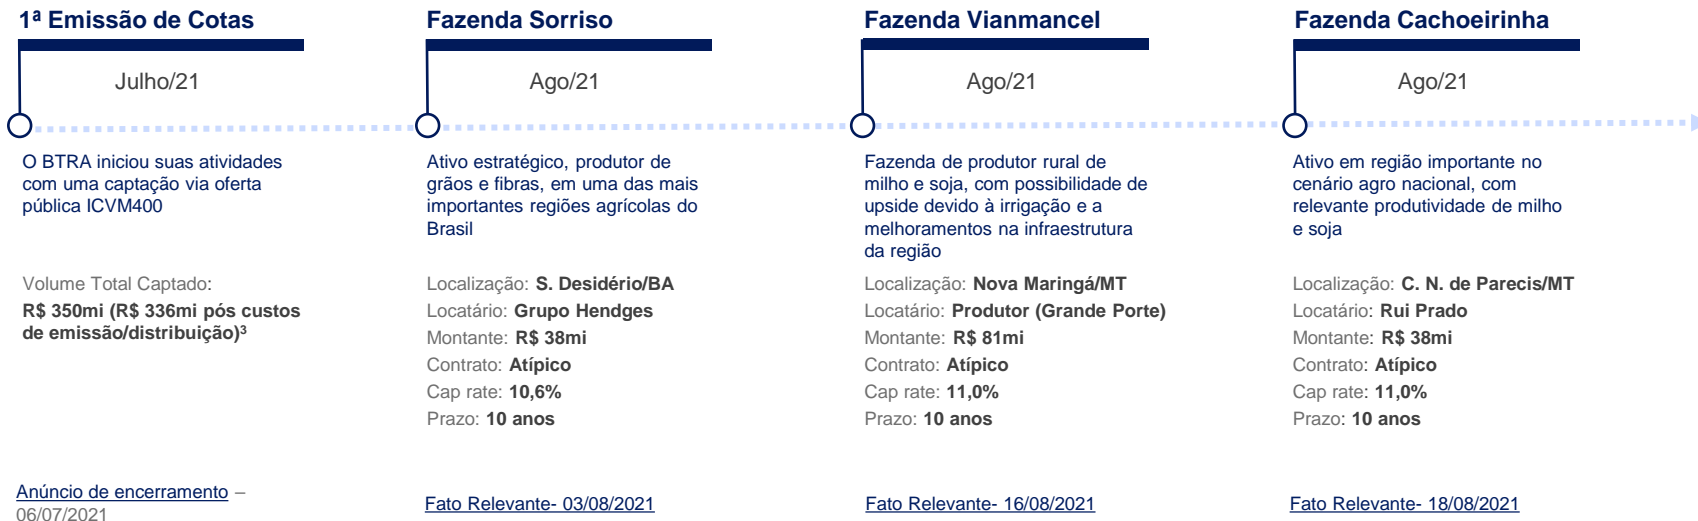 1ª Emissão de Cotas
Julho/21
O BTRA iniciou suas atividades
com uma captação via oferta
pública ICVM400
Volume Total Captado:
R$ 350mi (R$ 336mi pós custos
de emissão/distribuição)³
Anúncio de encerramento –
06/07/2021
Fazenda Sorriso
Ago/21
Ativo estratégico, produtor de
grãos e fibras, em uma das mais
importantes regiões agrícolas do
Brasil
Localização: S. Desidério/BA
Locatário: Grupo Hendges
Montante: R$ 38mi
Contrato: Atípico
Cap rate: 10,6%
Prazo: 10 anos
Fato Relevante- 03/08/2021
Fazenda Vianmancel
Ago/21
Fazenda de produtor rural de
milho e soja, com possibilidade de
upside devido à irrigação e a
melhoramentos na infraestrutura
da região
Localização: Nova Maringá/MT
Locatário: Produtor (Grande Porte)
Montante: R$ 81mi
Contrato: Atípico
Cap rate: 11,0%
Prazo: 10 anos
Fato Relevante- 16/08/2021
Fazenda Cachoeirinha
Ago/21
Ativo em região importante no
cenário agro nacional, com
relevante produtividade de milho
e soja
Localização: C. N. de Parecis/MT
Locatário: Rui Prado
Montante: R$ 38mi
Contrato: Atípico
Cap rate: 11,0%
Prazo: 10 anos
Fato Relevante- 18/08/2021